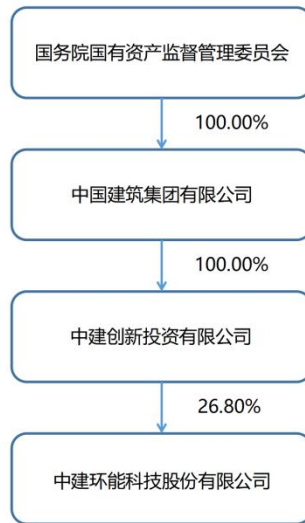 国务院国有资产监督管理委员会
100.00%
中国建筑集团有限公司
100.00%
中建创新投资有限公司
26.80%
中建环能科技股份有限公司